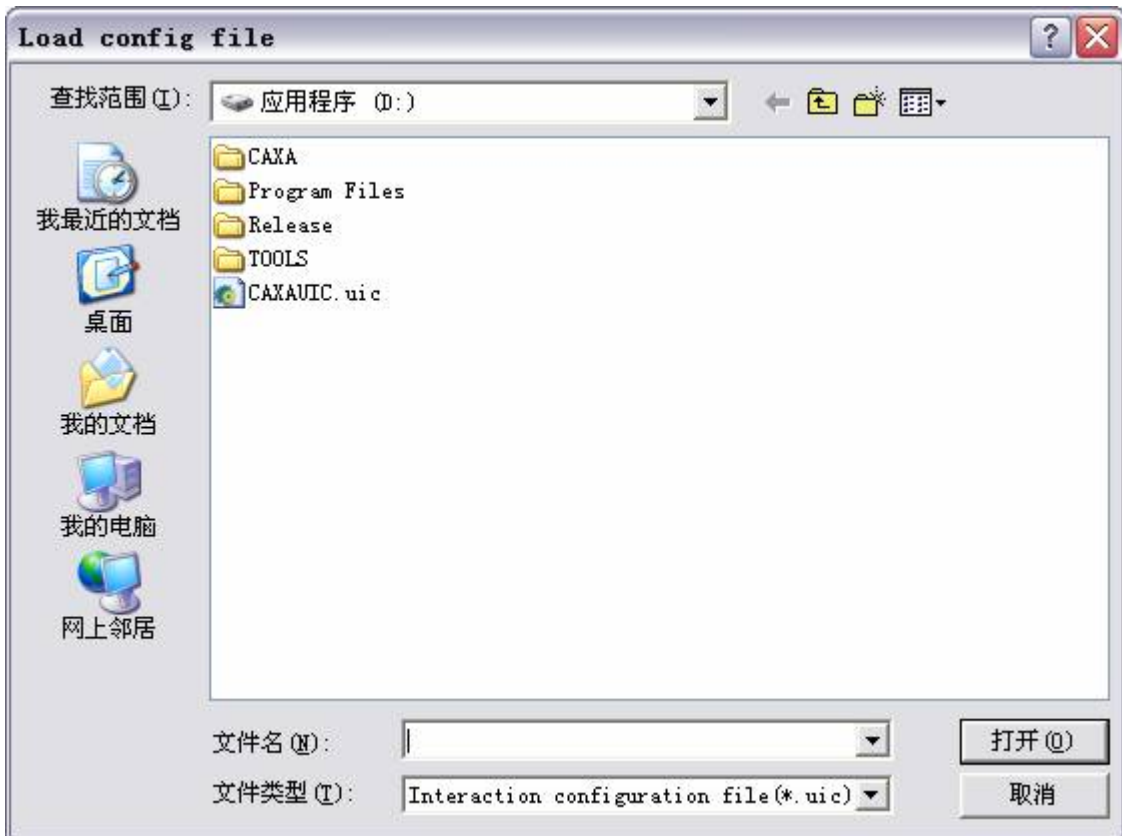 Load config file
查找范围(I):
应用程序 (D:)
CAXA
Program Files
Release
TOOLS
CAXAUIC.uic
我最近的文档
桌面
我的文档
我的电脑
网上邻居
文件名(N):
打开(O)
文件类型(T):
Interaction configuration file(*.uic)
取消